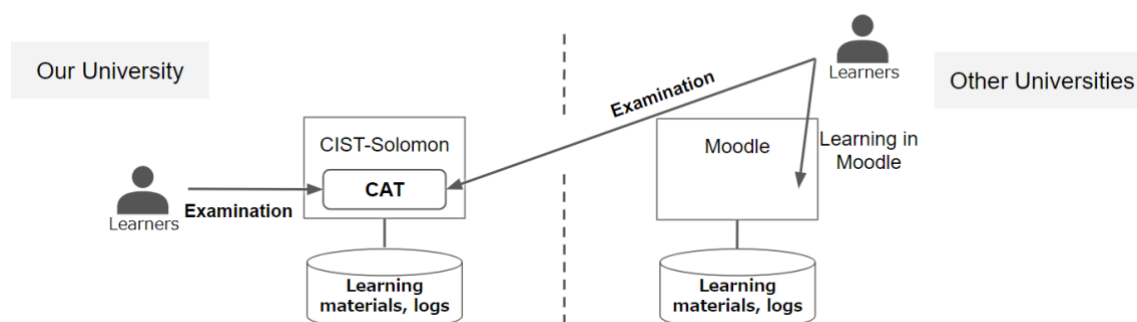 Our University
Learners
Other Universities
Examination
CIST-Solomon
CAT
Moodle
Learning in
Moodle
Learners
Examination
Learning
materials, logs
Learning
materials, logs